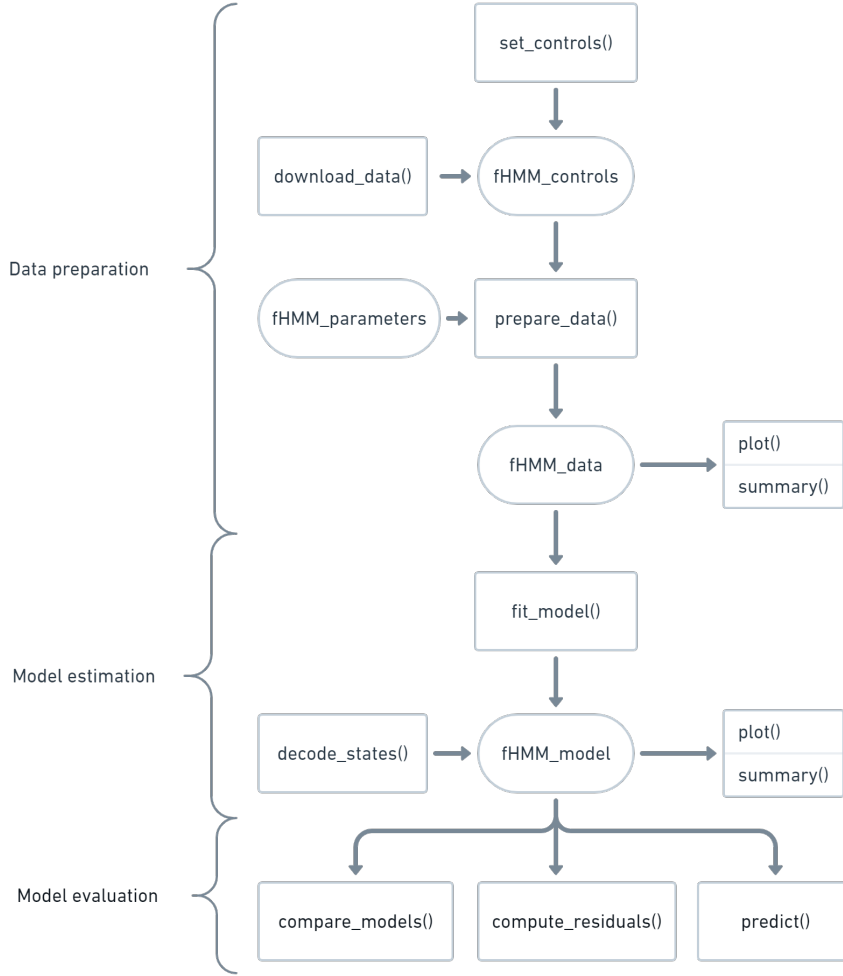 set_controls()
download_data()
fHMM_controls
Data preparation
fHMM_parameters
prepare_data()
fHMM_data
plot()
summary()
fit_model()
Model estimation
decode_states()
fHMM_model
plot()
summary()
Model evaluation
compare_models()
compute_residuals()
predict()